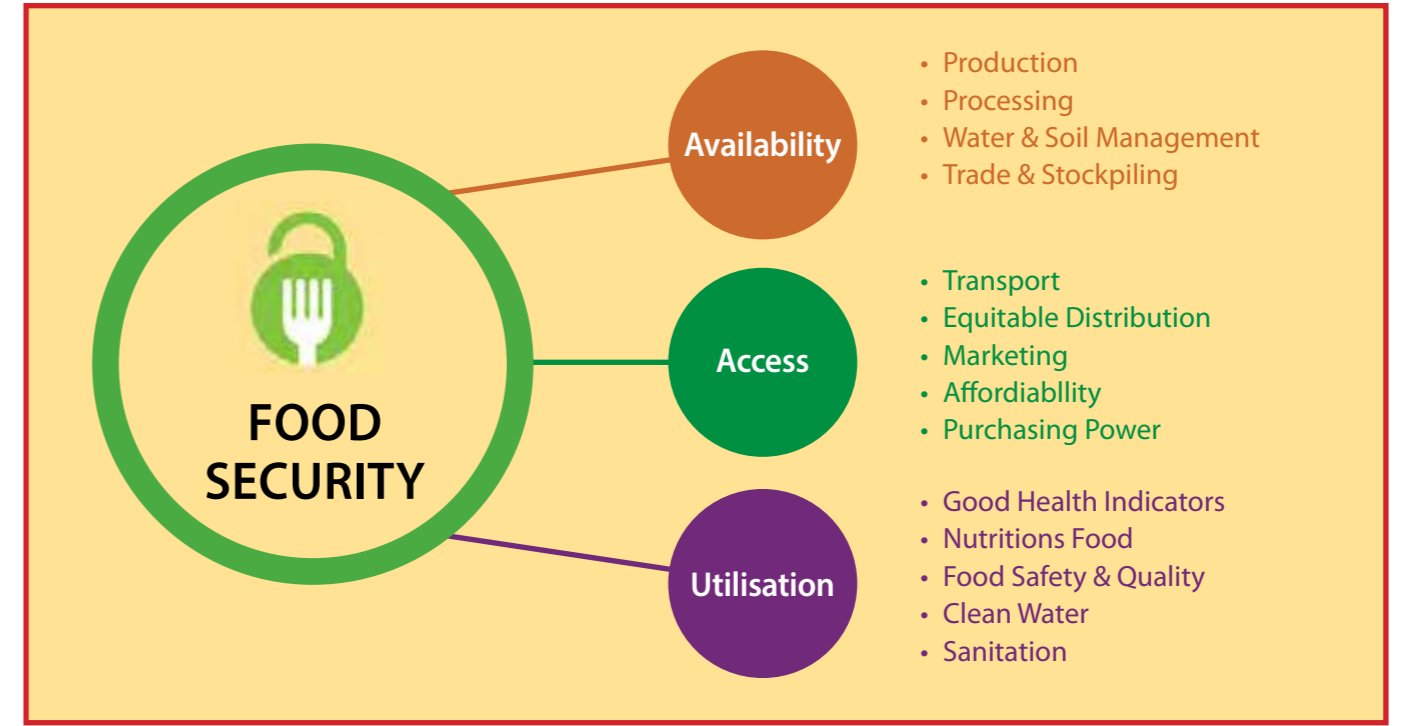 FOOD
SECURITY
Availability
• Production
• Processing
• Water & Soil Management
• Trade & Stockpiling
Access
• Transport
• Equitable Distribution
• Marketing
• Affordiabllity
• Purchasing Power
Utilisation
• Good Health Indicators
• Nutritions Food
• Food Safety & Quality
• Clean Water
• Sanitation